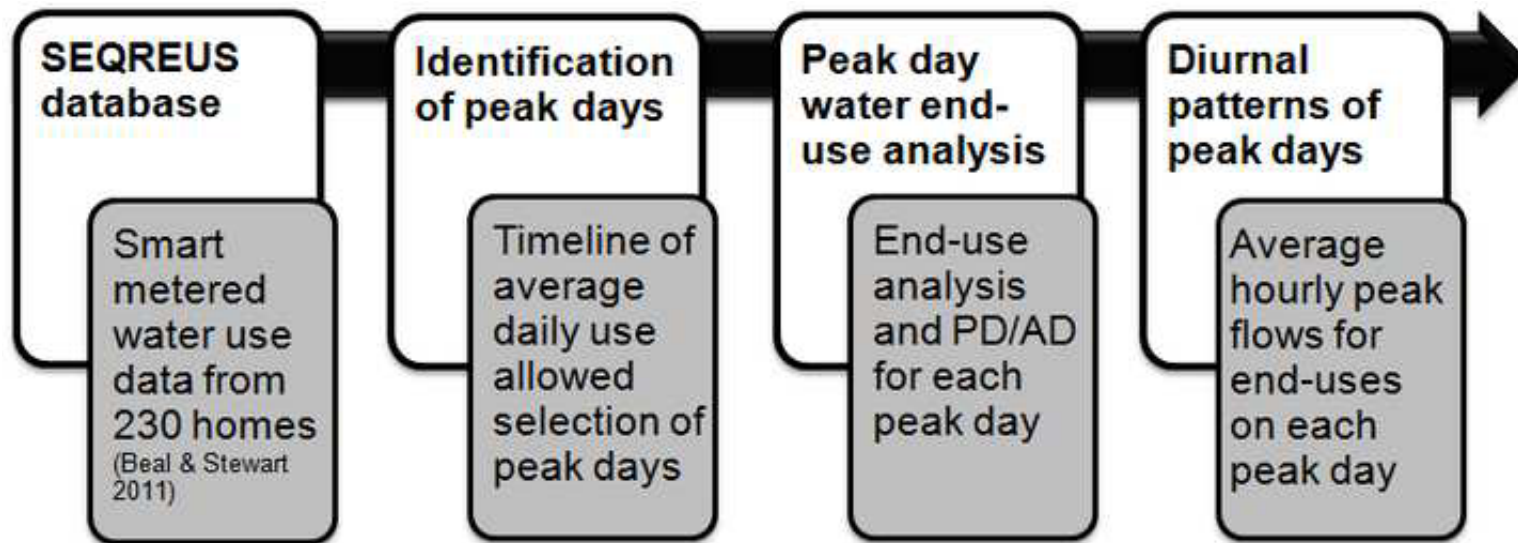 SEQREUS
database
Smart
metered
water use
data from
230 homes
(Beal & Stewart
2011)
Identification
of peak days
Timeline of
average
daily use
allowed
selection of
peak days
Peak day
water end-
use analysis
End-use
analysis
and PD/AD
for each
peak day
Diurnal
patterns of
peak days
Average
hourly peak
flows for
end-uses
on each
peak day